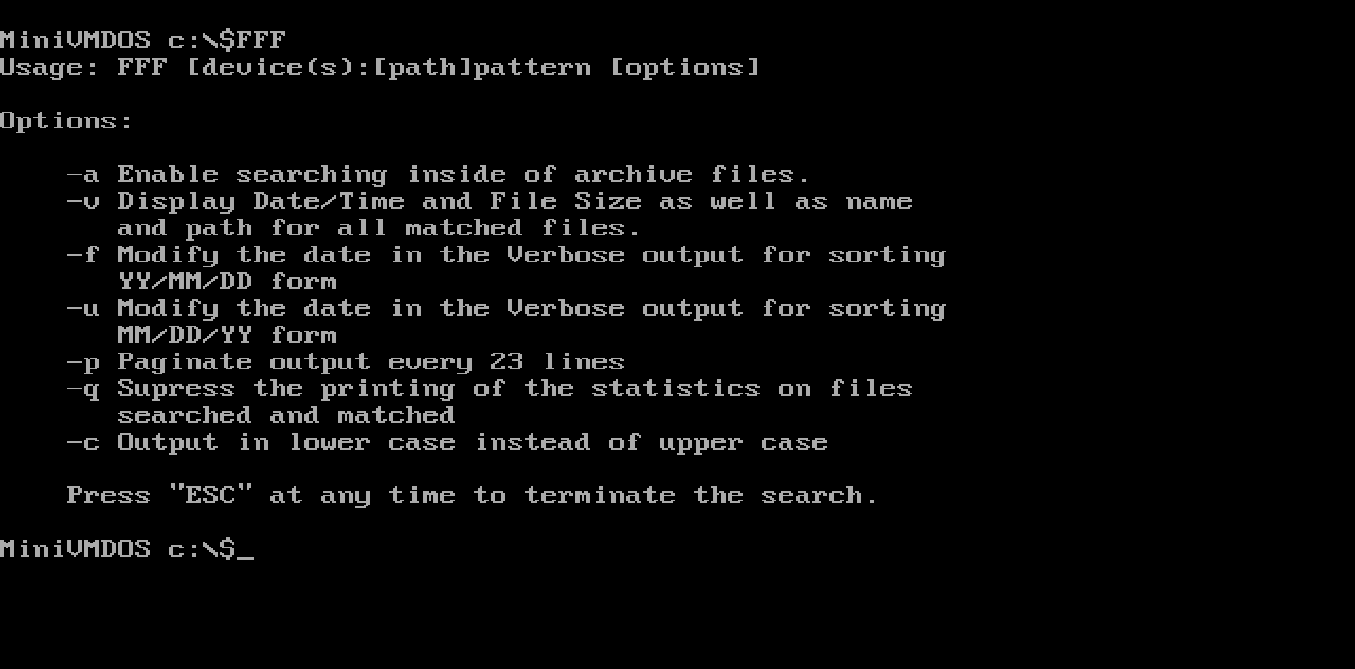 MiniVMDOS c:\$FFF
Usage: FFF [device(s):[path]pattern [options]

Options:

    -a Enable searching inside of archive files.
    -v Display Date/Time and File Size as well as name
       and path for all matched files.
    -f Modify the date in the Verbose output for sorting
       YY/MM/DD form
    -u Modify the date in the Verbose output for sorting
       MM/DD/YY form
    -p Paginate output every 23 lines
    -q Supress the printing of the statistics on files
       searched and matched
    -c Output in lower case instead of upper case

    Press "ESC" at any time to terminate the search.

MiniVMDOS c:\$_